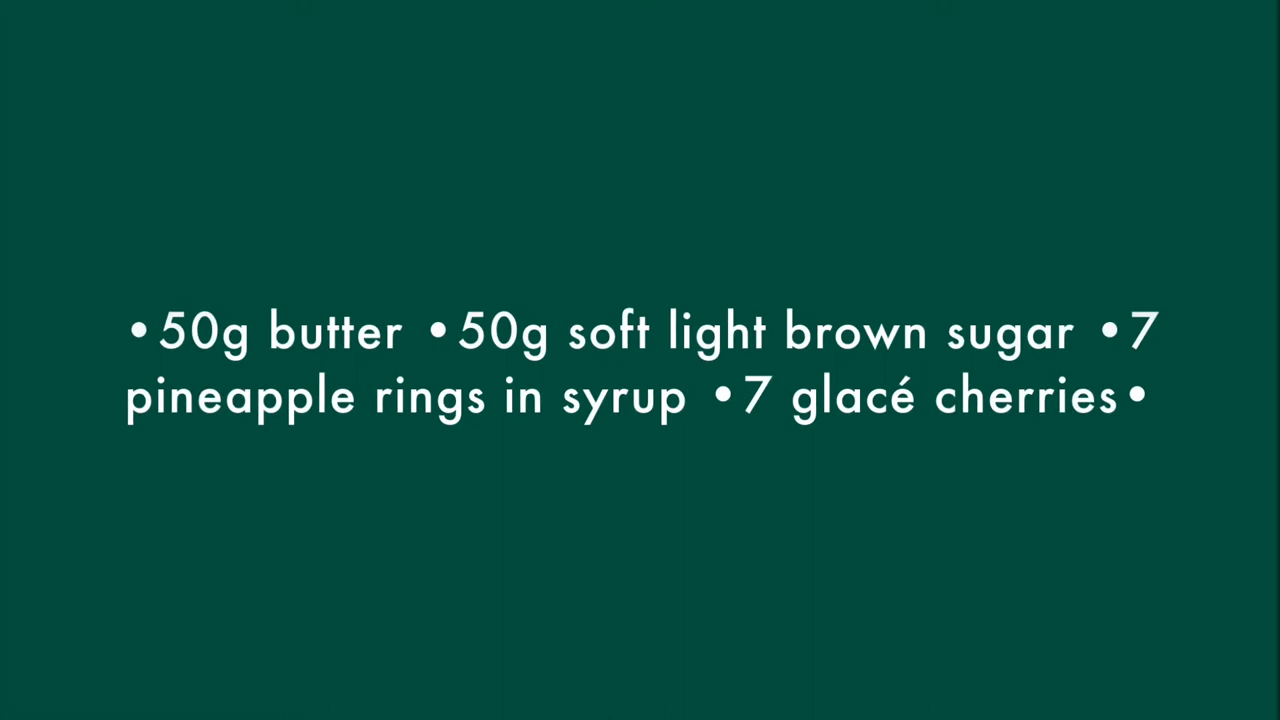 •50g butter •50g soft light brown sugar •7
pineapple rings in syrup •7 glacé cherries•